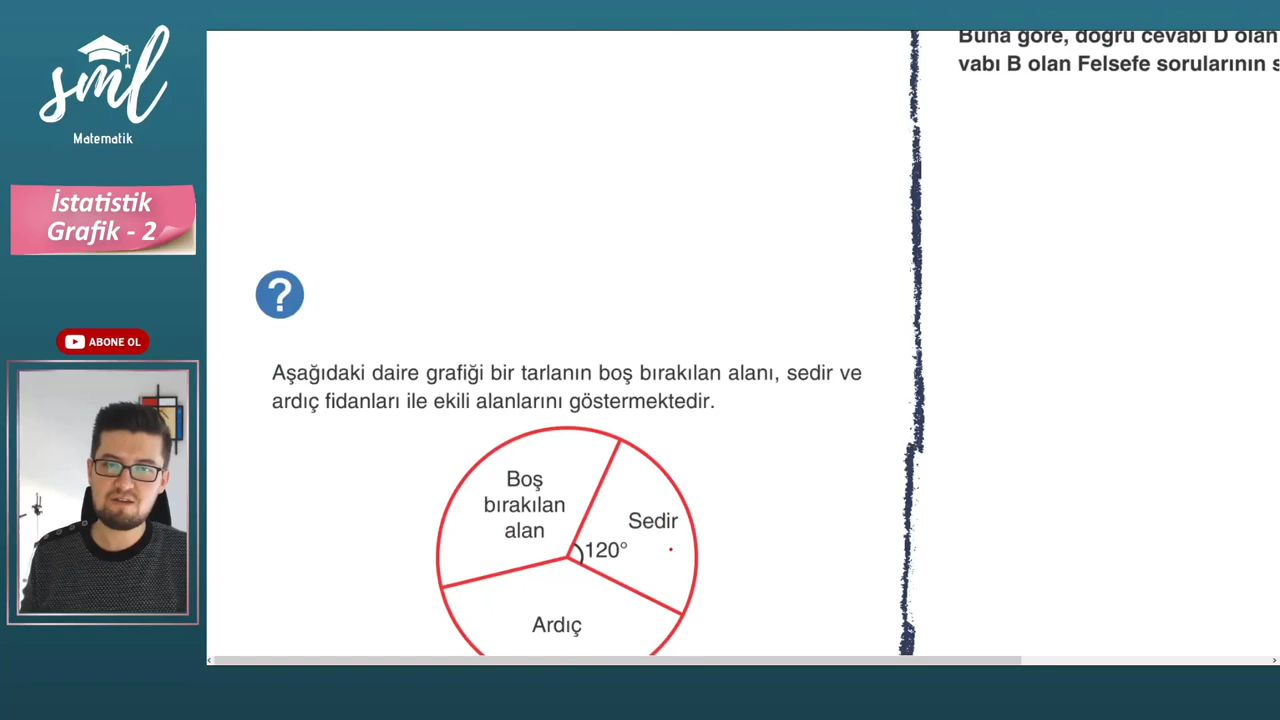 sml
Matematik
İstatistik
Grafik - 2
ABONE OL
?
Aşağıdaki daire grafiği bir tarlanın boş bırakılan alanı, sedir ve
ardıç fidanları ile ekili alanlarını göstermektedir.
Boş
bırakılan
alan
Sedir
120°
Ardıç
Buna göre, doğru cevabı D olan
vabı B olan Felsefe sorularının s